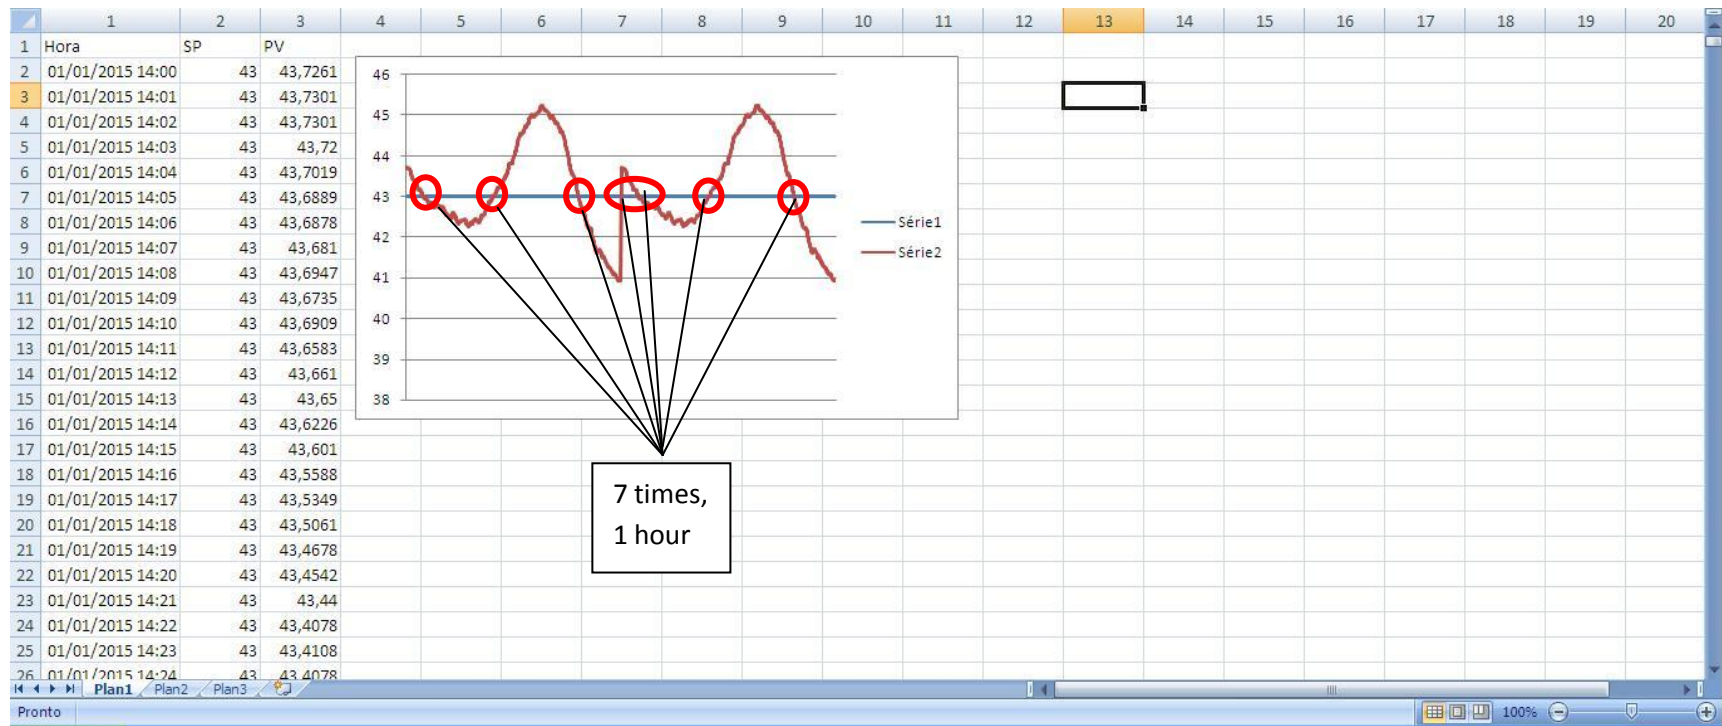 1 2 3 4 5 6 7 8 9 10 11 12 13 14 15 16 17 18 19 20
1 Hora SP PV
2 01/01/2015 14:00 43 43,7261
3 01/01/2015 14:01 43 43,7301
4 01/01/2015 14:02 43 43,7301
5 01/01/2015 14:03 43 43,72
6 01/01/2015 14:04 43 43,7019
7 01/01/2015 14:05 43 43,6889
8 01/01/2015 14:06 43 43,6878
9 01/01/2015 14:07 43 43,681
10 01/01/2015 14:08 43 43,6947
11 01/01/2015 14:09 43 43,6735
12 01/01/2015 14:10 43 43,6909
13 01/01/2015 14:11 43 43,6583
14 01/01/2015 14:12 43 43,661
15 01/01/2015 14:13 43 43,65
16 01/01/2015 14:14 43 43,6226
17 01/01/2015 14:15 43 43,601
18 01/01/2015 14:16 43 43,5588
19 01/01/2015 14:17 43 43,5349
20 01/01/2015 14:18 43 43,5061
21 01/01/2015 14:19 43 43,4678
22 01/01/2015 14:20 43 43,4542
23 01/01/2015 14:21 43 43,44
24 01/01/2015 14:22 43 43,4078
25 01/01/2015 14:23 43 43,4108
26 01/01/2015 14:24 43 43,4078
46
45
44
43
42
41
40
39
38
Série1
Série2
7 times,
1 hour
Plan1 Plan2 Plan3
Pronto 100%